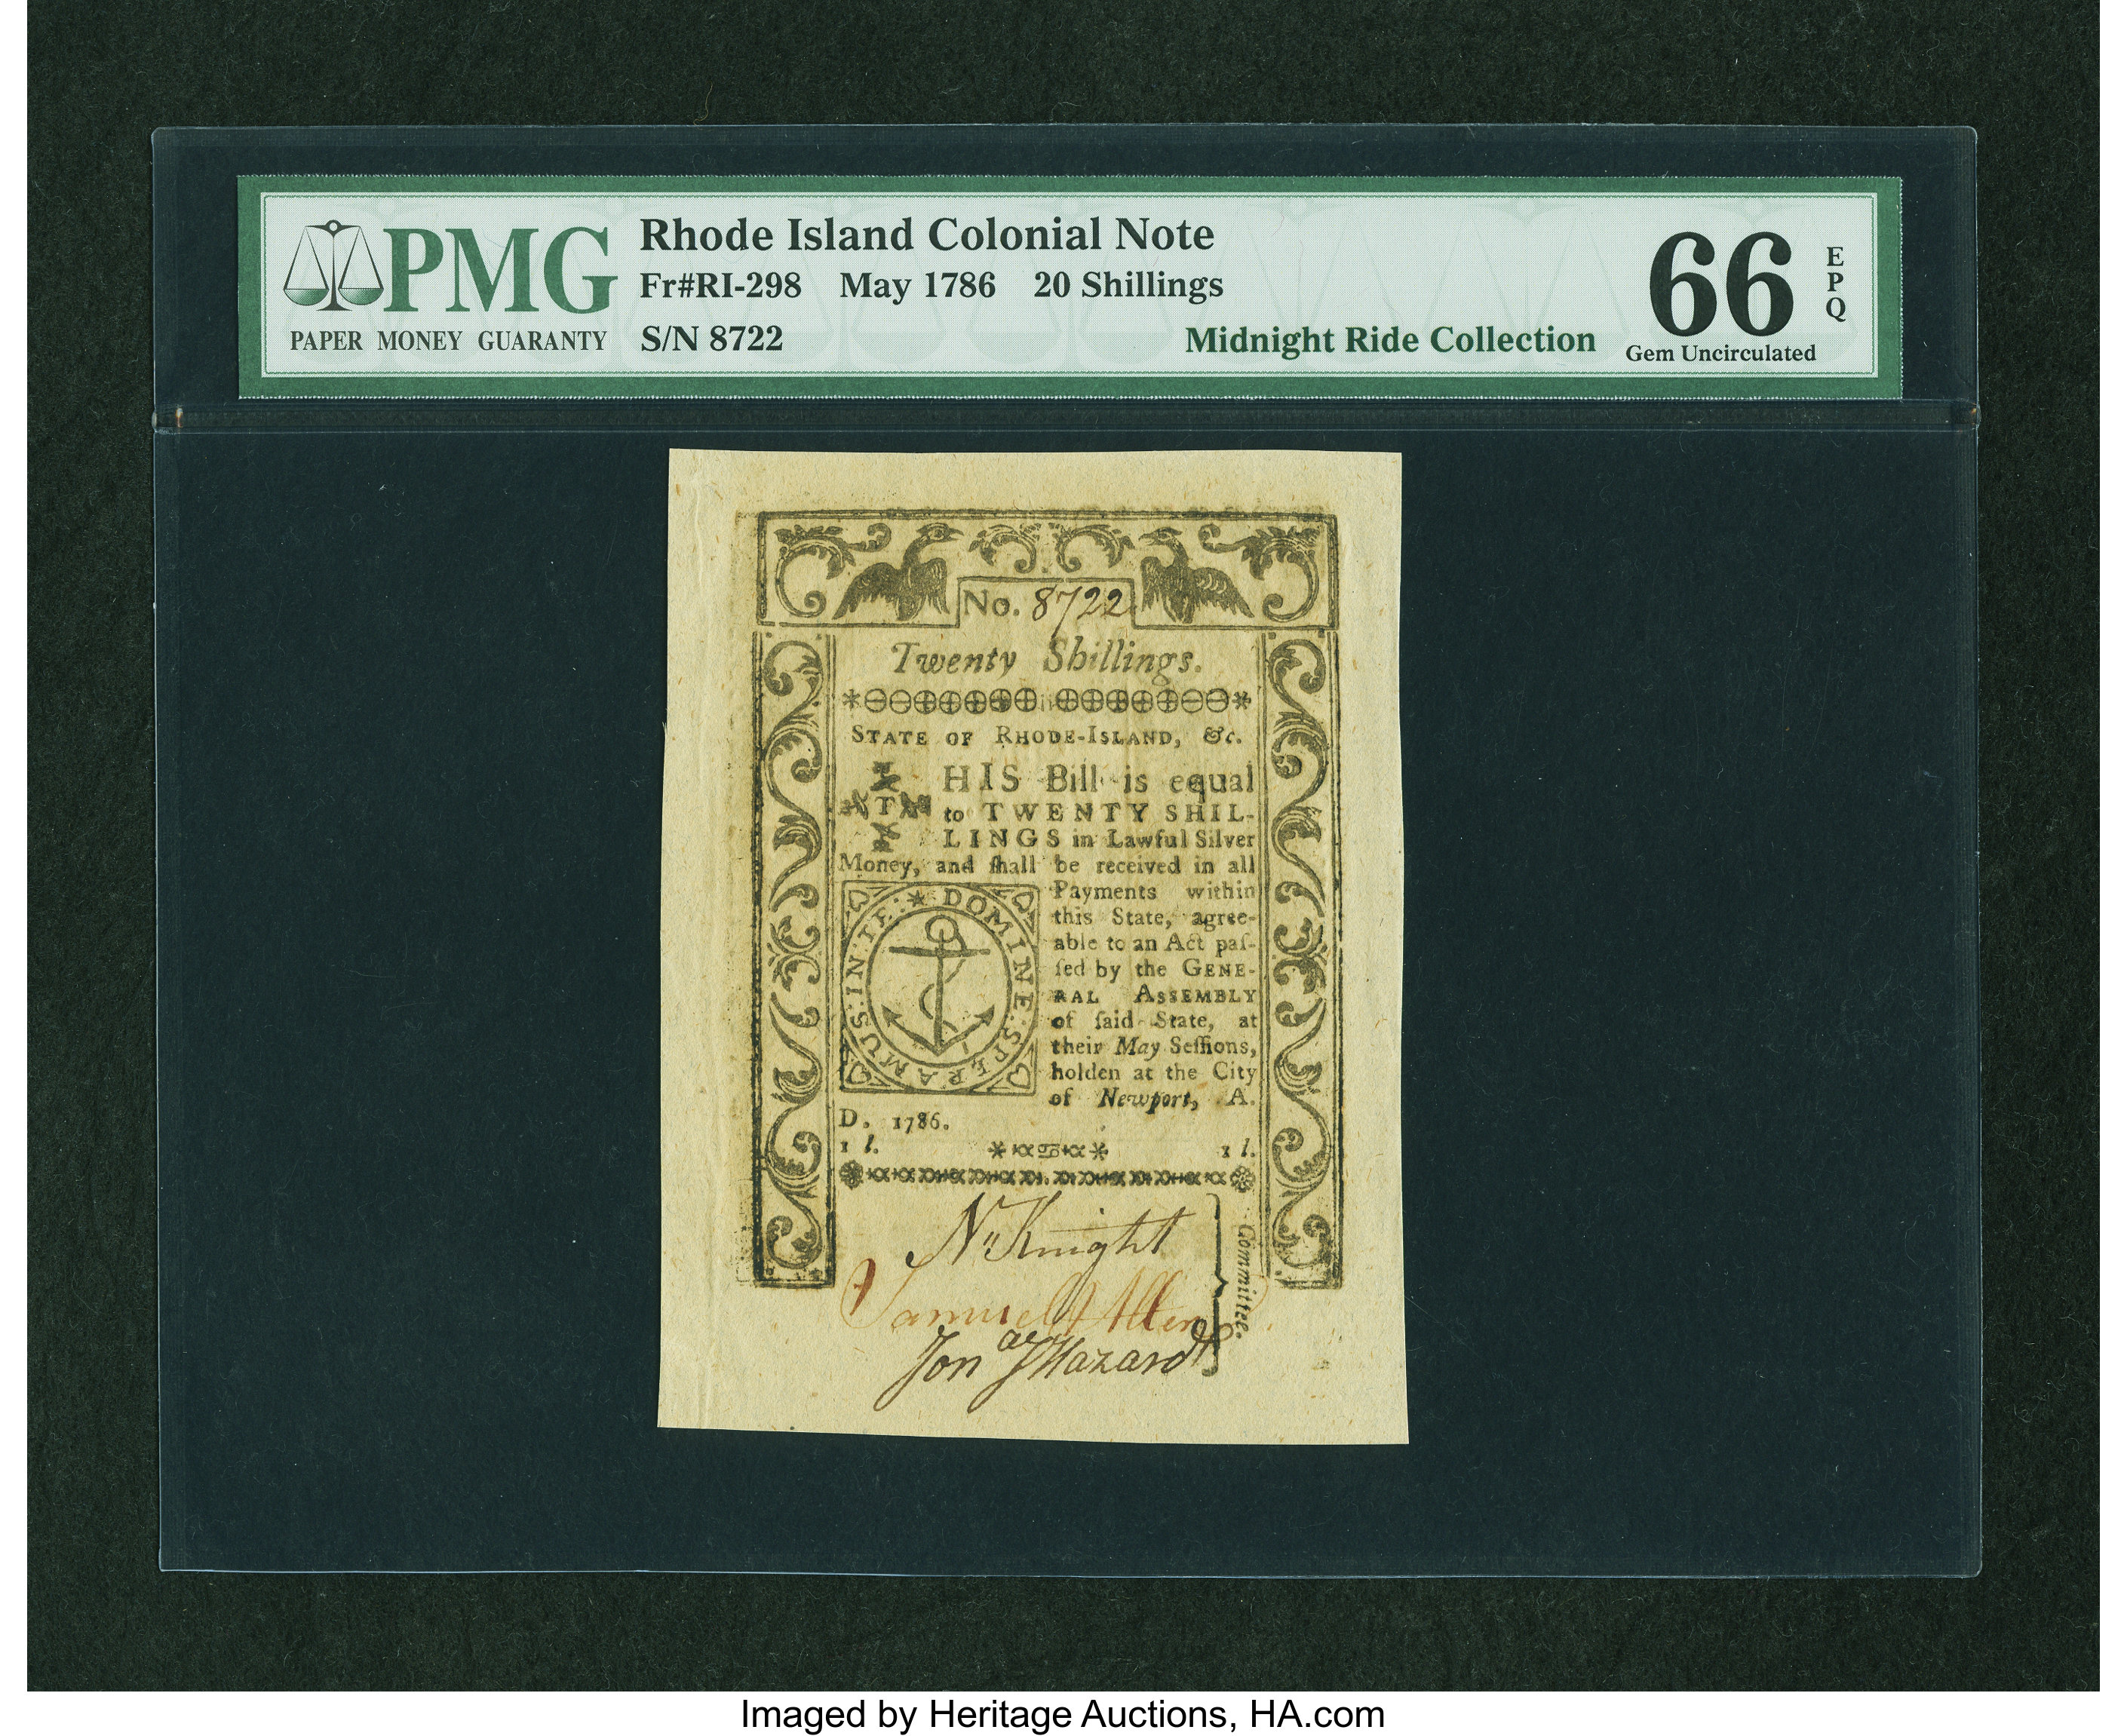 PMG
PAPER MONEY GUARANTY
Rhode Island Colonial Note
Fr#RI-298 May 1786 20 Shillings
S/N 8722
Midnight Ride Collection
66
EPQ
Gem Uncirculated
No. 8722
Twenty Shillings.
STATE OF RHODE-ISLAND, &c.
THIS Bill is equal
to TWENTY SHIL-
LINGS in Lawful Silver
Money, and ſhall be received in all
Payments within
this State, agree-
able to an Act paſ-
ſed by the GENE-
RAL ASSEMBLY
of ſaid State, at
their May Seſſions,
holden at the City
of Newport, A.
D. 1786.
IN TE: DOMINE: SPERAMUS:
1 l. 1 l.
N Knight
Samuel Allen
Jonª J Hazard
Committee.
Imaged by Heritage Auctions, HA.com